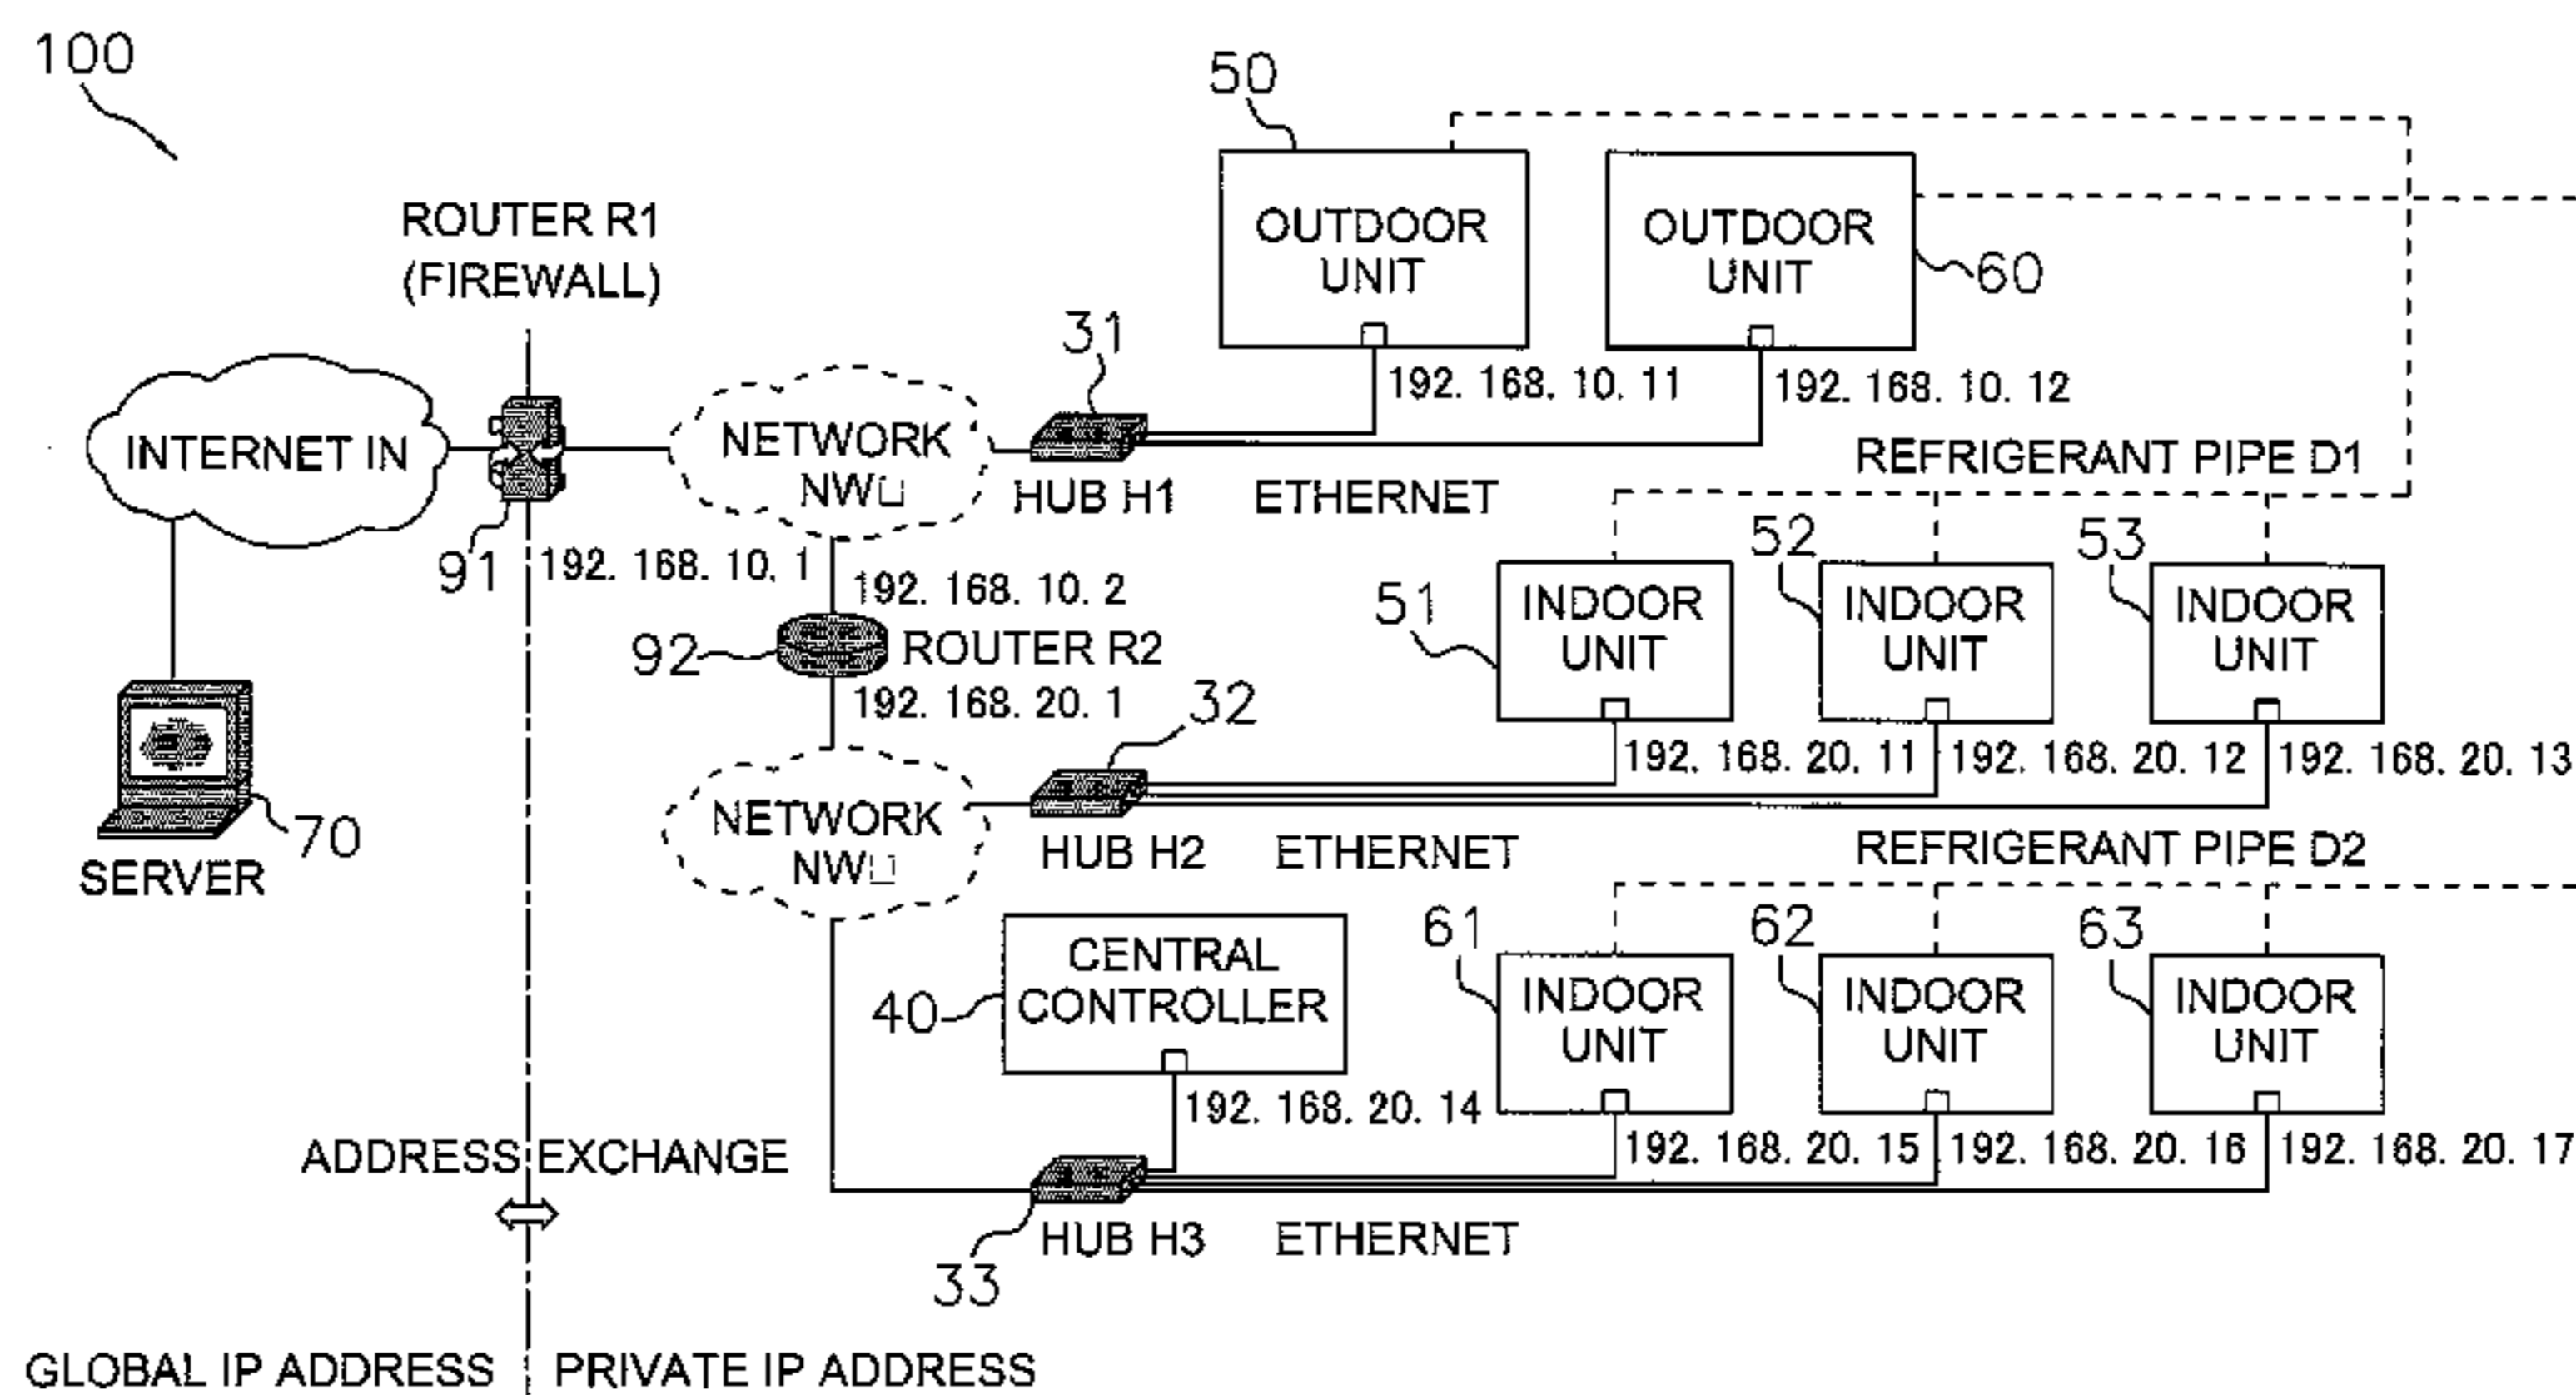 100
50
ROUTER R1
(FIREWALL)
OUTDOOR
UNIT
OUTDOOR
UNIT
60
31
192. 168. 10. 11
192. 168. 10. 12
INTERNET IN
NETWORK
NW
HUB H1
ETHERNET
REFRIGERANT PIPE D1
91
192. 168. 10. 1
192. 168. 10. 2
92
ROUTER R2
192. 168. 20. 1
51
INDOOR
UNIT
52
INDOOR
UNIT
53
INDOOR
UNIT
32
192. 168. 20. 11
192. 168. 20. 12
192. 168. 20. 13
70
SERVER
NETWORK
NW
HUB H2
ETHERNET
REFRIGERANT PIPE D2
CENTRAL
CONTROLLER
40
61
INDOOR
UNIT
62
INDOOR
UNIT
63
INDOOR
UNIT
192. 168. 20. 14
192. 168. 20. 15
192. 168. 20. 16
192. 168. 20. 17
ADDRESS EXCHANGE
33
HUB H3
ETHERNET
GLOBAL IP ADDRESS
PRIVATE IP ADDRESS